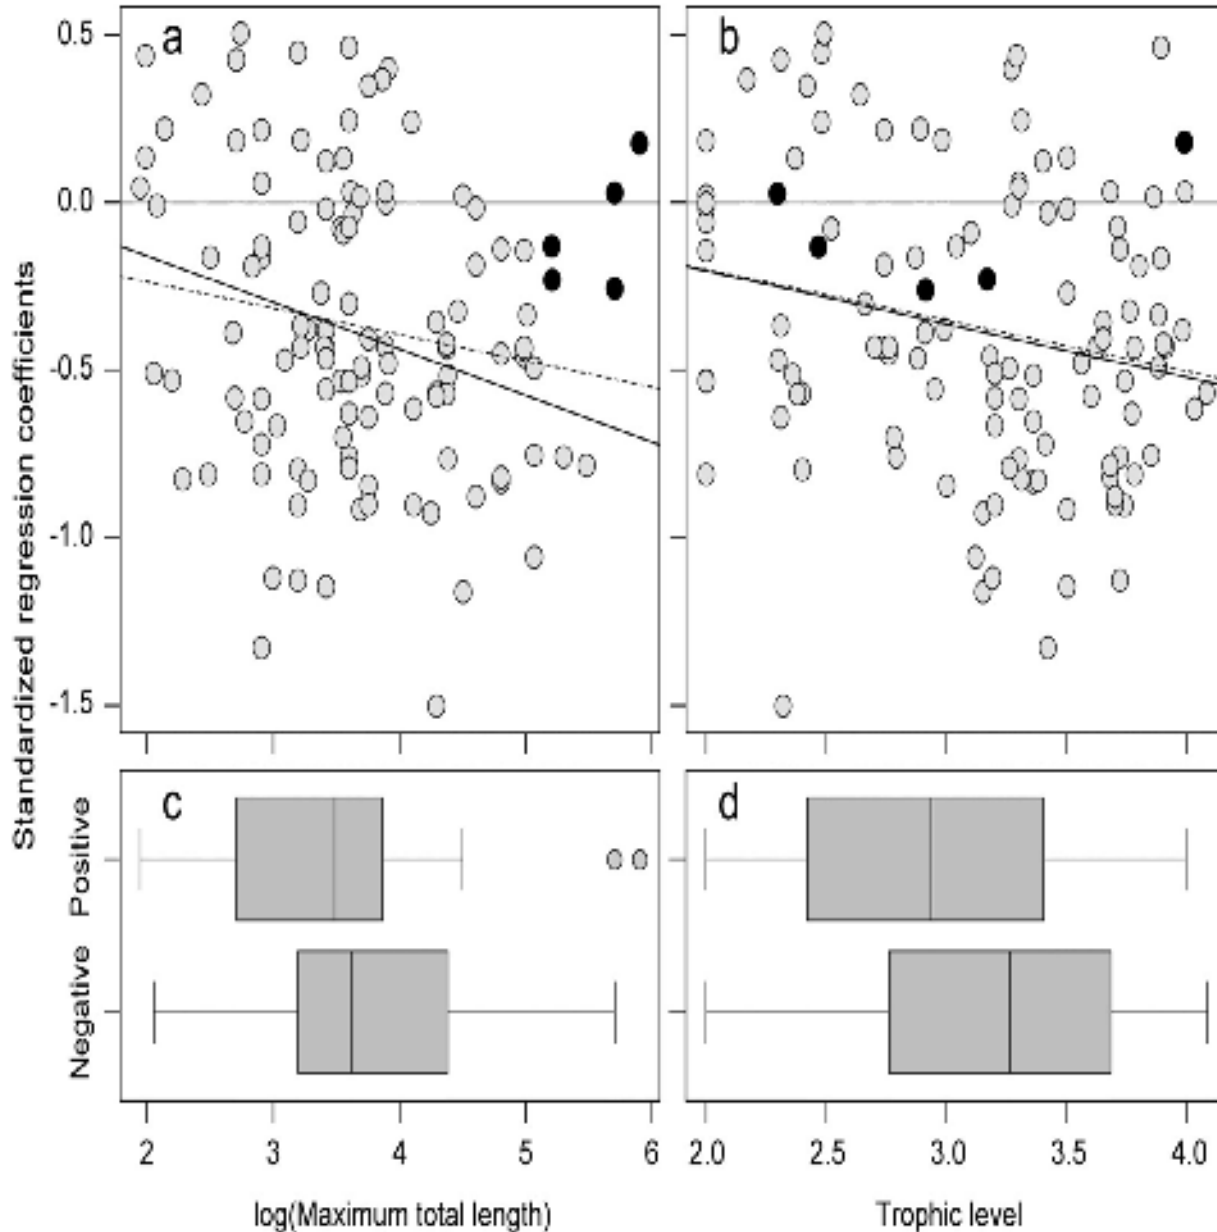 a
b
0.5
0.0
-0.5
-1.0
-1.5
Standardized regression coefficients
c
d
Positive
Negative
2 3 4 5 6
2.0 2.5 3.0 3.5 4.0
log(Maximum total length)
Trophic level